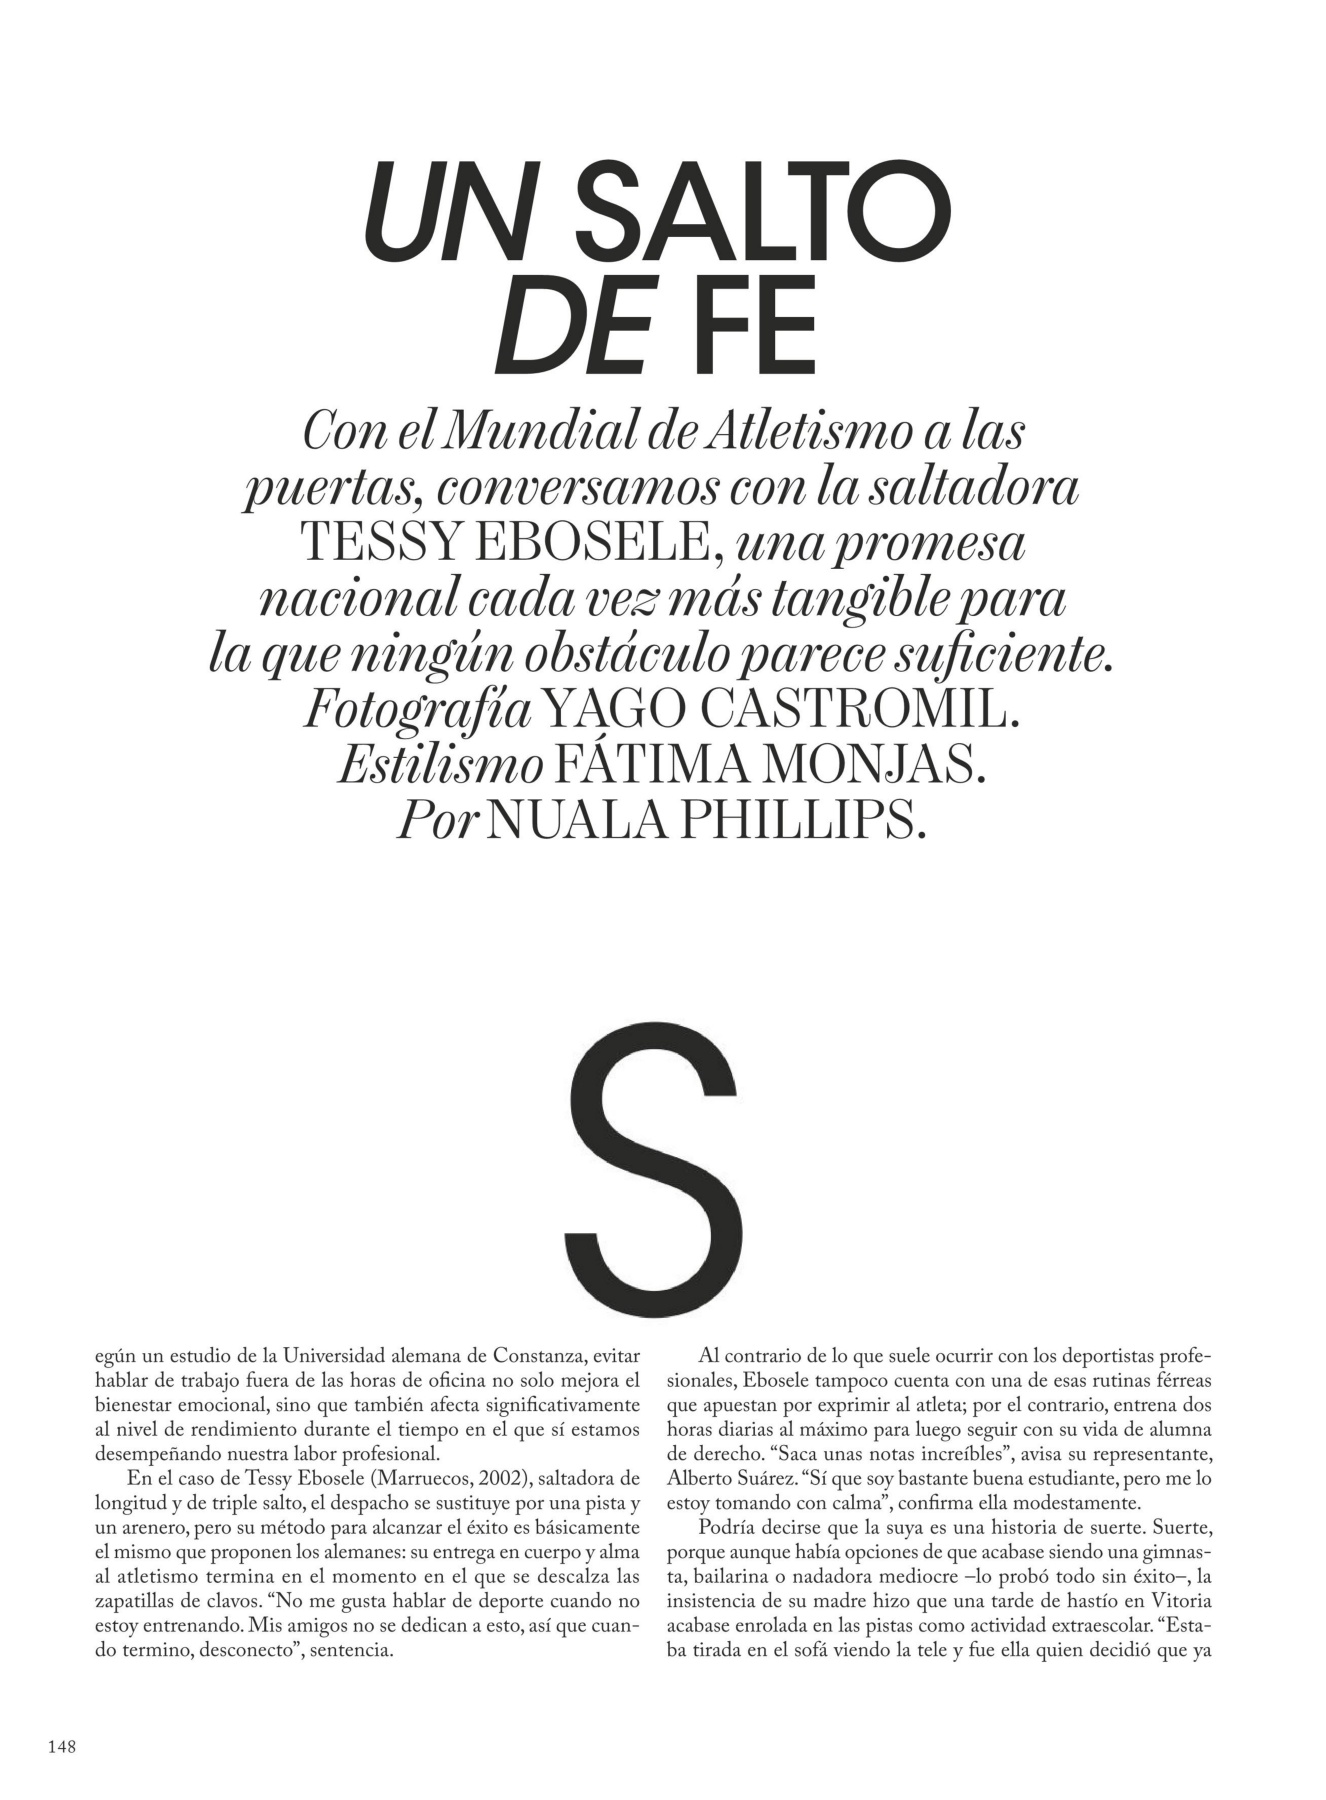 UN SALTO
DE FE
Con el Mundial de Atletismo a las
puertas, conversamos con la saltadora
TESSY EBOSELE, una promesa
nacional cada vez más tangible para
la que ningún obstáculo parece suficiente.
Fotografía YAGO CASTROMIL.
Estilismo FÁTIMA MONJAS.
Por NUALA PHILLIPS.
S
egún un estudio de la Universidad alemana de Constanza, evitar
hablar de trabajo fuera de las horas de oficina no solo mejora el
bienestar emocional, sino que también afecta significativamente
al nivel de rendimiento durante el tiempo en el que sí estamos
desempeñando nuestra labor profesional.
En el caso de Tessy Ebosele (Marruecos, 2002), saltadora de
longitud y de triple salto, el despacho se sustituye por una pista y
un arenero, pero su método para alcanzar el éxito es básicamente
el mismo que proponen los alemanes: su entrega en cuerpo y alma
al atletismo termina en el momento en el que se descalza las
zapatillas de clavos. “No me gusta hablar de deporte cuando no
estoy entrenando. Mis amigos no se dedican a esto, así que cuan-
do termino, desconecto”, sentencia.
Al contrario de lo que suele ocurrir con los deportistas profe-
sionales, Ebosele tampoco cuenta con una de esas rutinas férreas
que apuestan por exprimir al atleta; por el contrario, entrena dos
horas diarias al máximo para luego seguir con su vida de alumna
de derecho. “Saca unas notas increíbles”, avisa su representante,
Alberto Suárez. “Sí que soy bastante buena estudiante, pero me lo
estoy tomando con calma”, confirma ella modestamente.
Podría decirse que la suya es una historia de suerte. Suerte,
porque aunque había opciones de que acabase siendo una gimnas-
ta, bailarina o nadadora mediocre –lo probó todo sin éxito–, la
insistencia de su madre hizo que una tarde de hastío en Vitoria
acabase enrolada en las pistas como actividad extraescolar. “Esta-
ba tirada en el sofá viendo la tele y fue ella quien decidió que ya
148